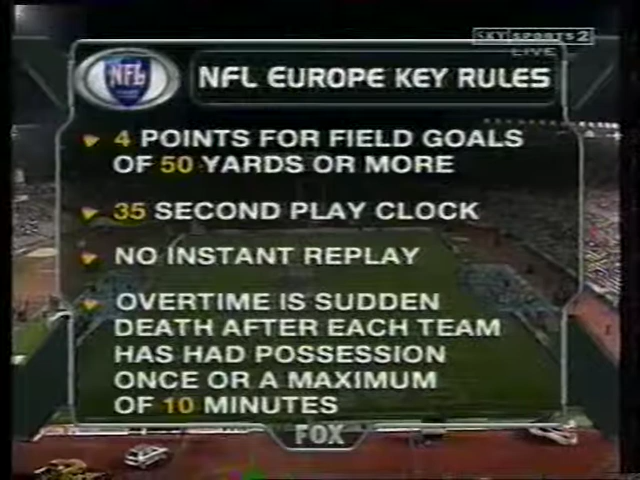 SKY SPORTS 2
LIVE
NFL
NFL EUROPE KEY RULES
4 POINTS FOR FIELD GOALS
OF 50 YARDS OR MORE
35 SECOND PLAY CLOCK
NO INSTANT REPLAY
OVERTIME IS SUDDEN
DEATH AFTER EACH TEAM
HAS HAD POSSESSION
ONCE OR A MAXIMUM
OF 10 MINUTES
FOX